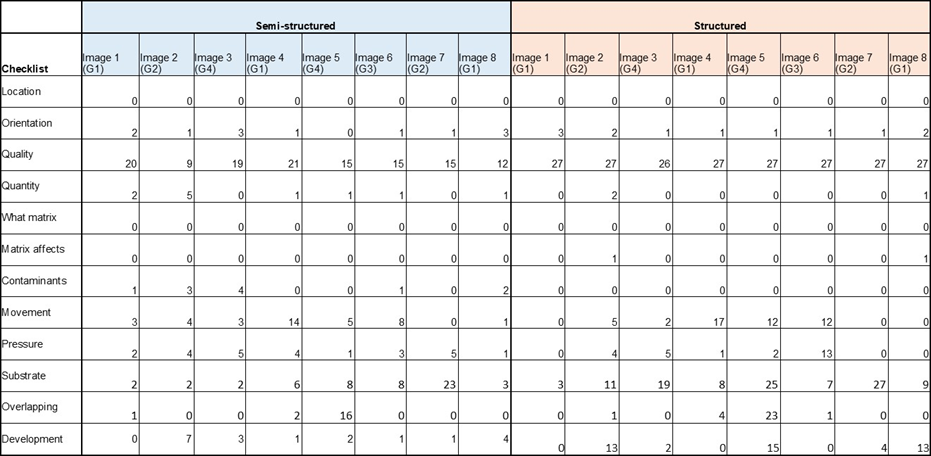 Semi-structured Structured
Checklist Image 1 (G1) Image 2 (G2) Image 3 (G4) Image 4 (G1) Image 5 (G4) Image 6 (G3) Image 7 (G2) Image 8 (G1) Image 1 (G1) Image 2 (G2) Image 3 (G4) Image 4 (G1) Image 5 (G4) Image 6 (G3) Image 7 (G2) Image 8 (G1)
Location 0 0 0 0 0 0 0 0 0 0 0 0 0 0 0 0
Orientation 2 1 3 1 0 1 1 3 3 2 1 1 1 1 1 2
Quality 20 9 19 21 15 15 15 12 27 27 26 27 27 27 27 27
Quantity 2 5 0 1 1 1 0 1 0 2 0 0 0 0 0 1
What matrix 0 0 0 0 0 0 0 0 0 0 0 0 0 0 0 0
Matrix affects 0 0 0 0 0 0 0 0 0 1 0 0 0 0 0 1
Contaminants 1 3 4 0 0 1 0 2 0 0 0 0 0 0 0 0
Movement 3 4 3 14 5 8 0 1 0 5 2 17 12 12 0 0
Pressure 2 4 5 4 1 3 5 1 0 4 5 1 2 13 0 0
Substrate 2 2 2 6 8 8 23 3 3 11 19 8 25 7 27 9
Overlapping 1 0 0 2 16 0 0 0 0 1 0 4 23 1 0 0
Development 0 7 3 1 2 1 1 4 0 13 2 0 15 0 4 13